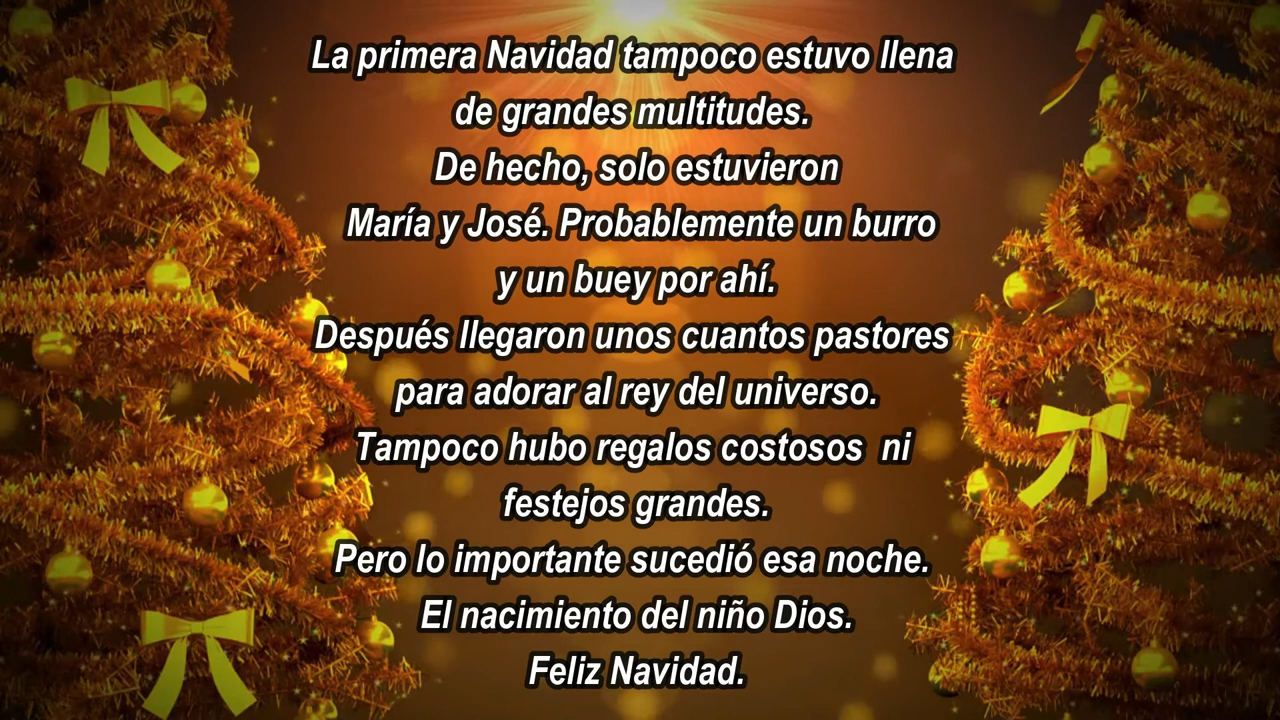 La primera Navidad tampoco estuvo llena
de grandes multitudes.
De hecho, solo estuvieron
María y José. Probablemente un burro
y un buey por ahí.
Después llegaron unos cuantos pastores
para adorar al rey del universo.
Tampoco hubo regalos costosos  ni
festejos grandes.
Pero lo importante sucedió esa noche.
El nacimiento del niño Dios.
Feliz Navidad.